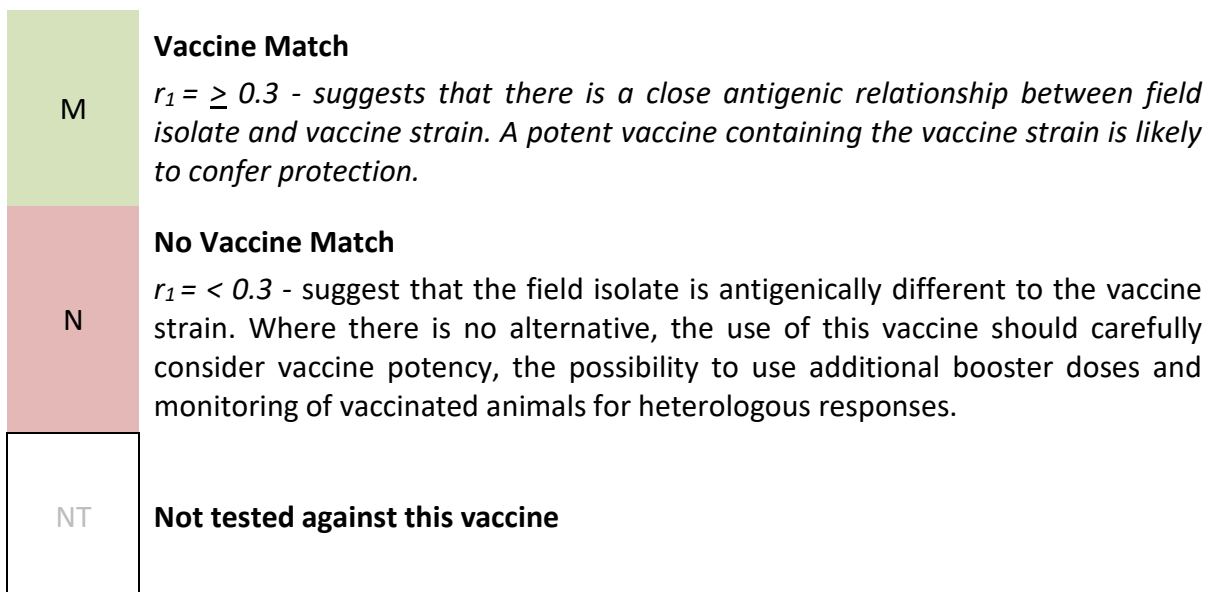 M
Vaccine Match
r1 = ≥ 0.3 - suggests that there is a close antigenic relationship between field
isolate and vaccine strain. A potent vaccine containing the vaccine strain is likely
to confer protection.
N
No Vaccine Match
r1 = < 0.3 - suggest that the field isolate is antigenically different to the vaccine
strain. Where there is no alternative, the use of this vaccine should carefully
consider vaccine potency, the possibility to use additional booster doses and
monitoring of vaccinated animals for heterologous responses.
NT
Not tested against this vaccine